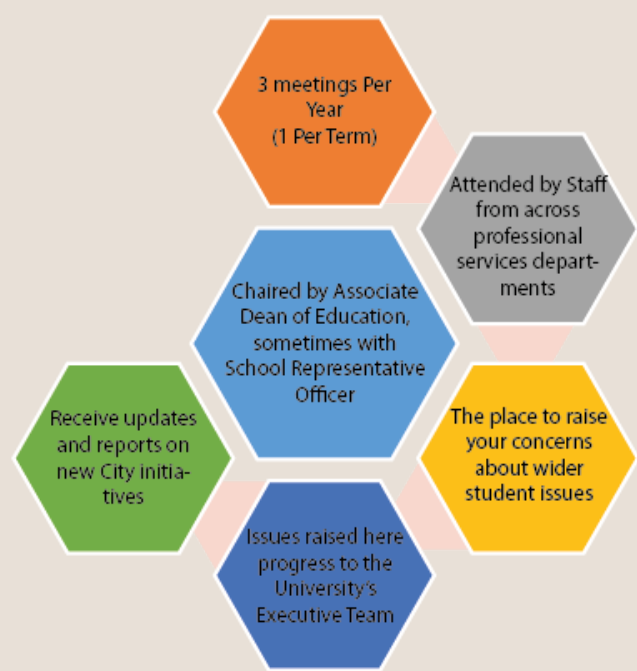 3 meetings Per
Year
(1 Per Term)
Attended by Staff
from across
professional
services depart-
ments
Chaired by Associate
Dean of Education,
sometimes with
School Representative
Officer
The place to raise
your concerns
about wider
student issues
Issues raised here
progress to the
University's
Executive Team
Receive updates
and reports on
new City initia-
tives